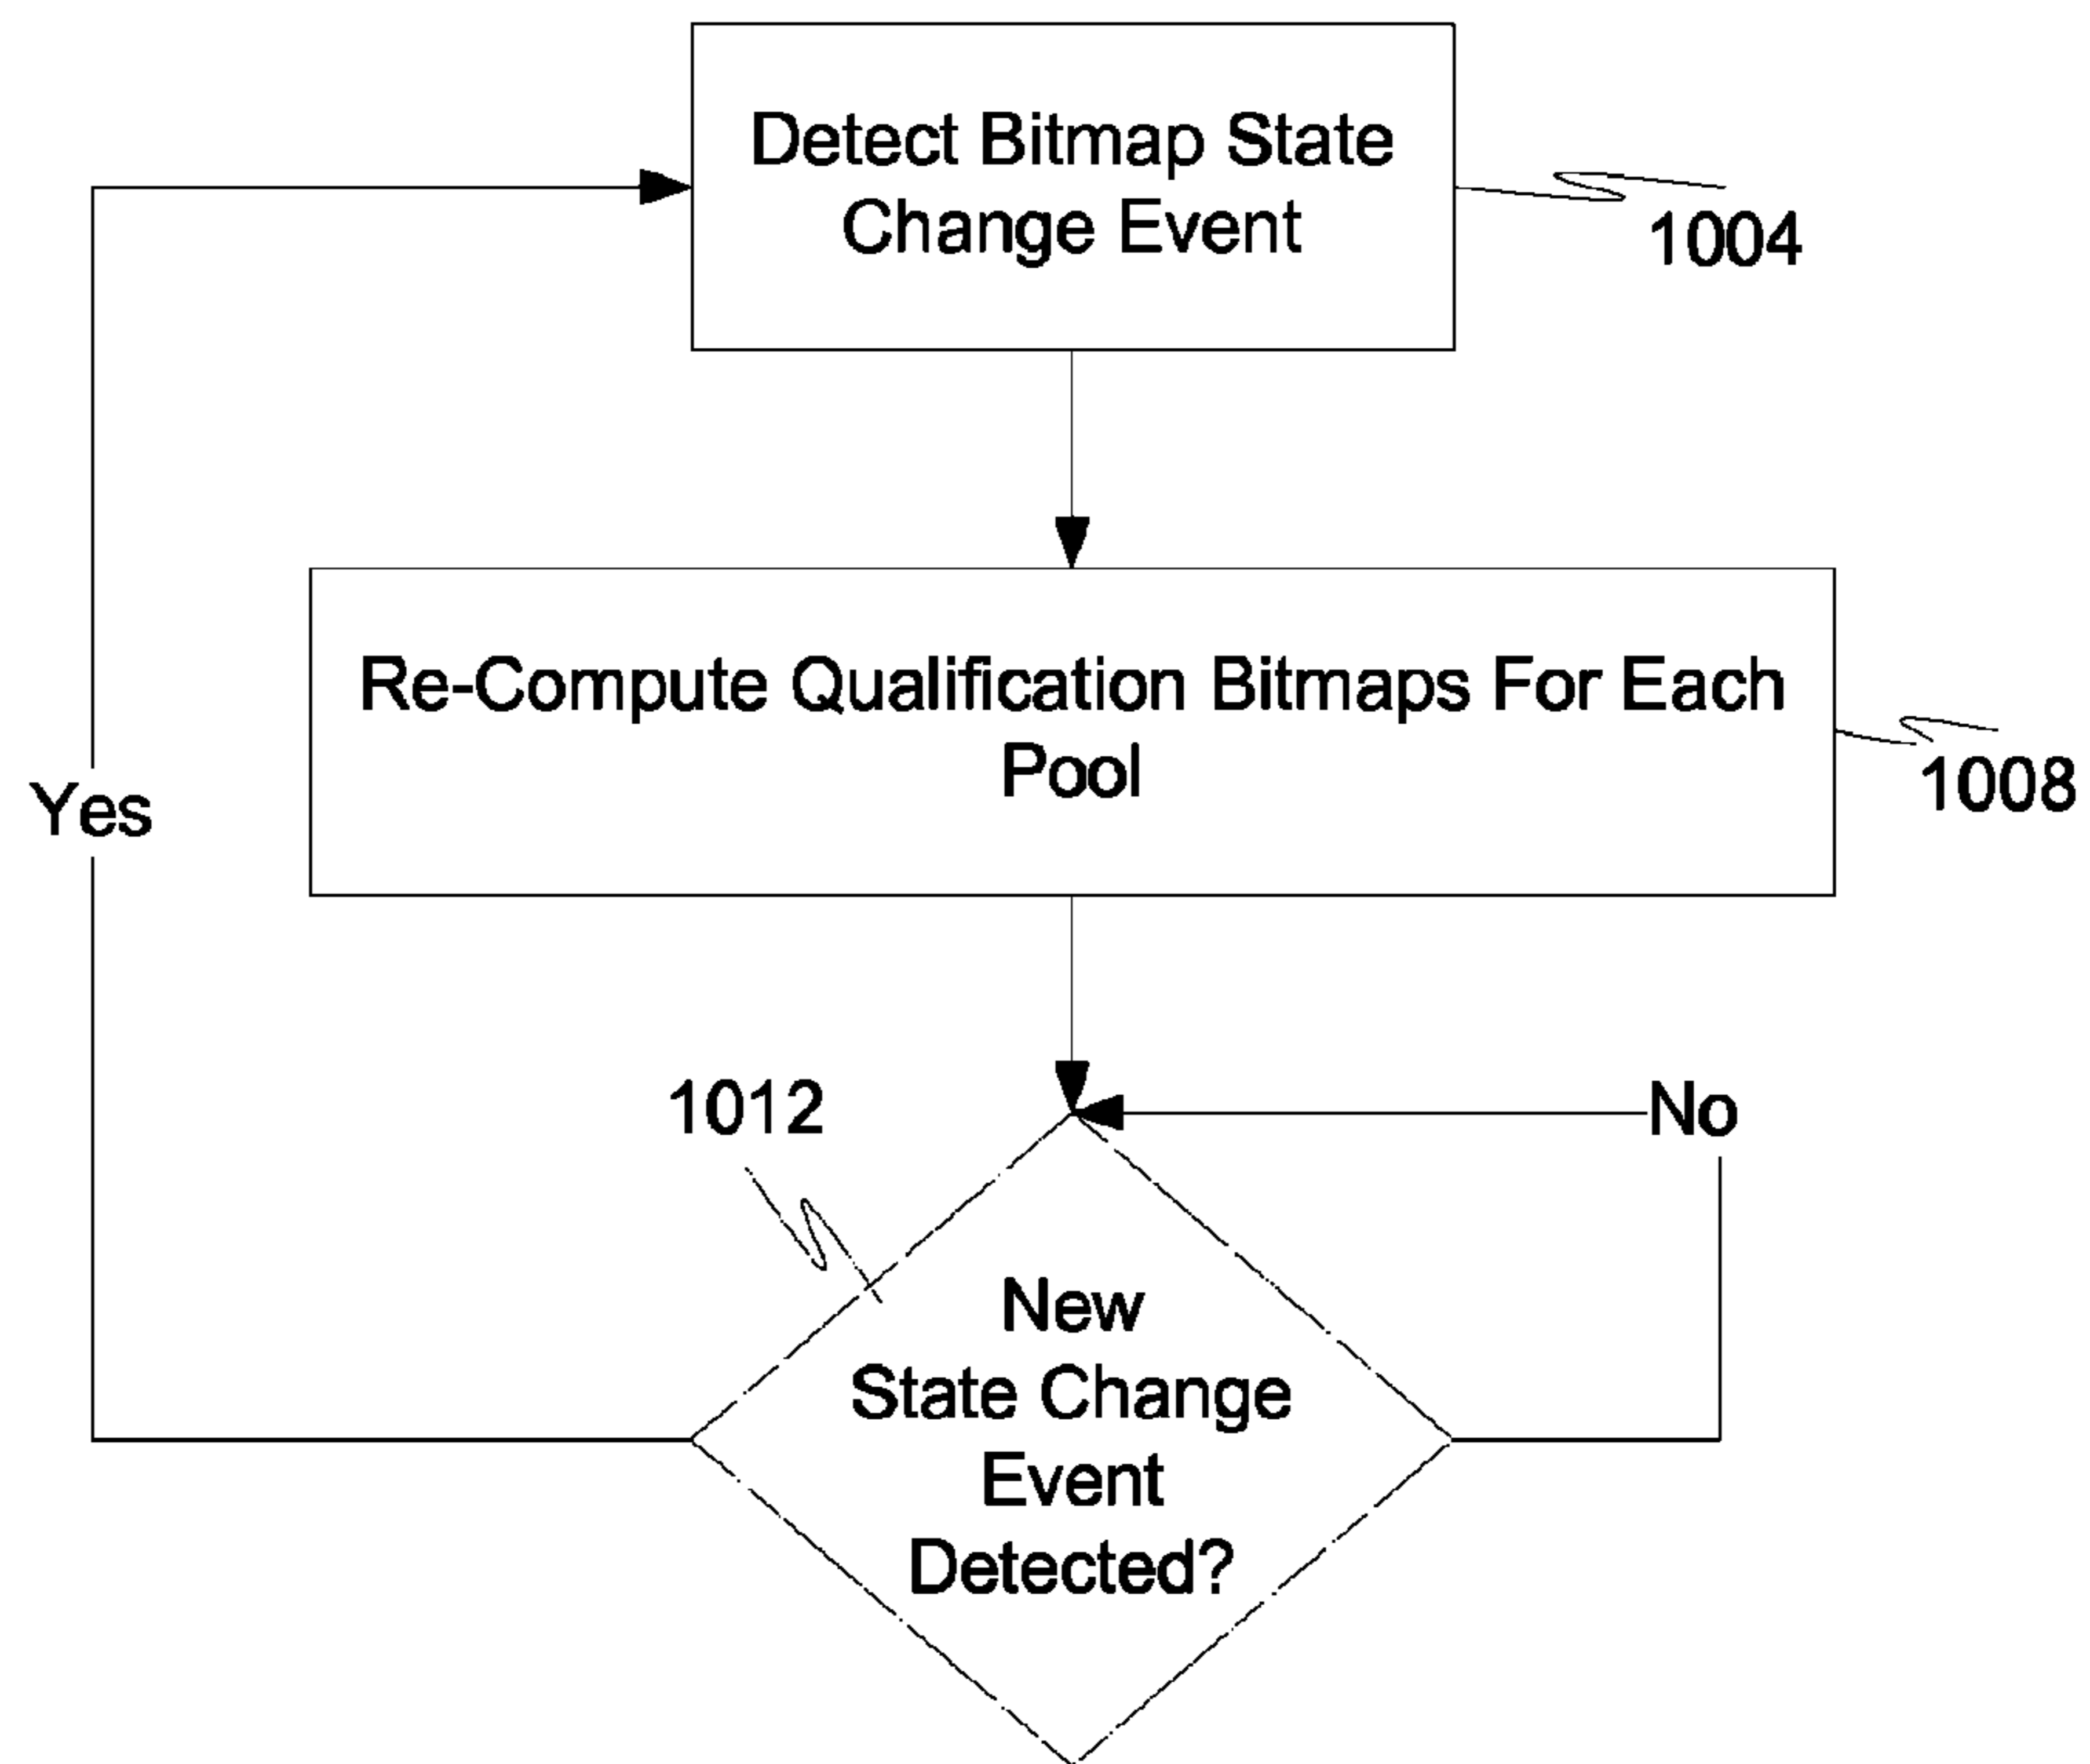 Detect Bitmap State
Change Event
1004
Re-Compute Qualification Bitmaps For Each
Pool
1008
Yes
1012
No
New
State Change
Event
Detected?